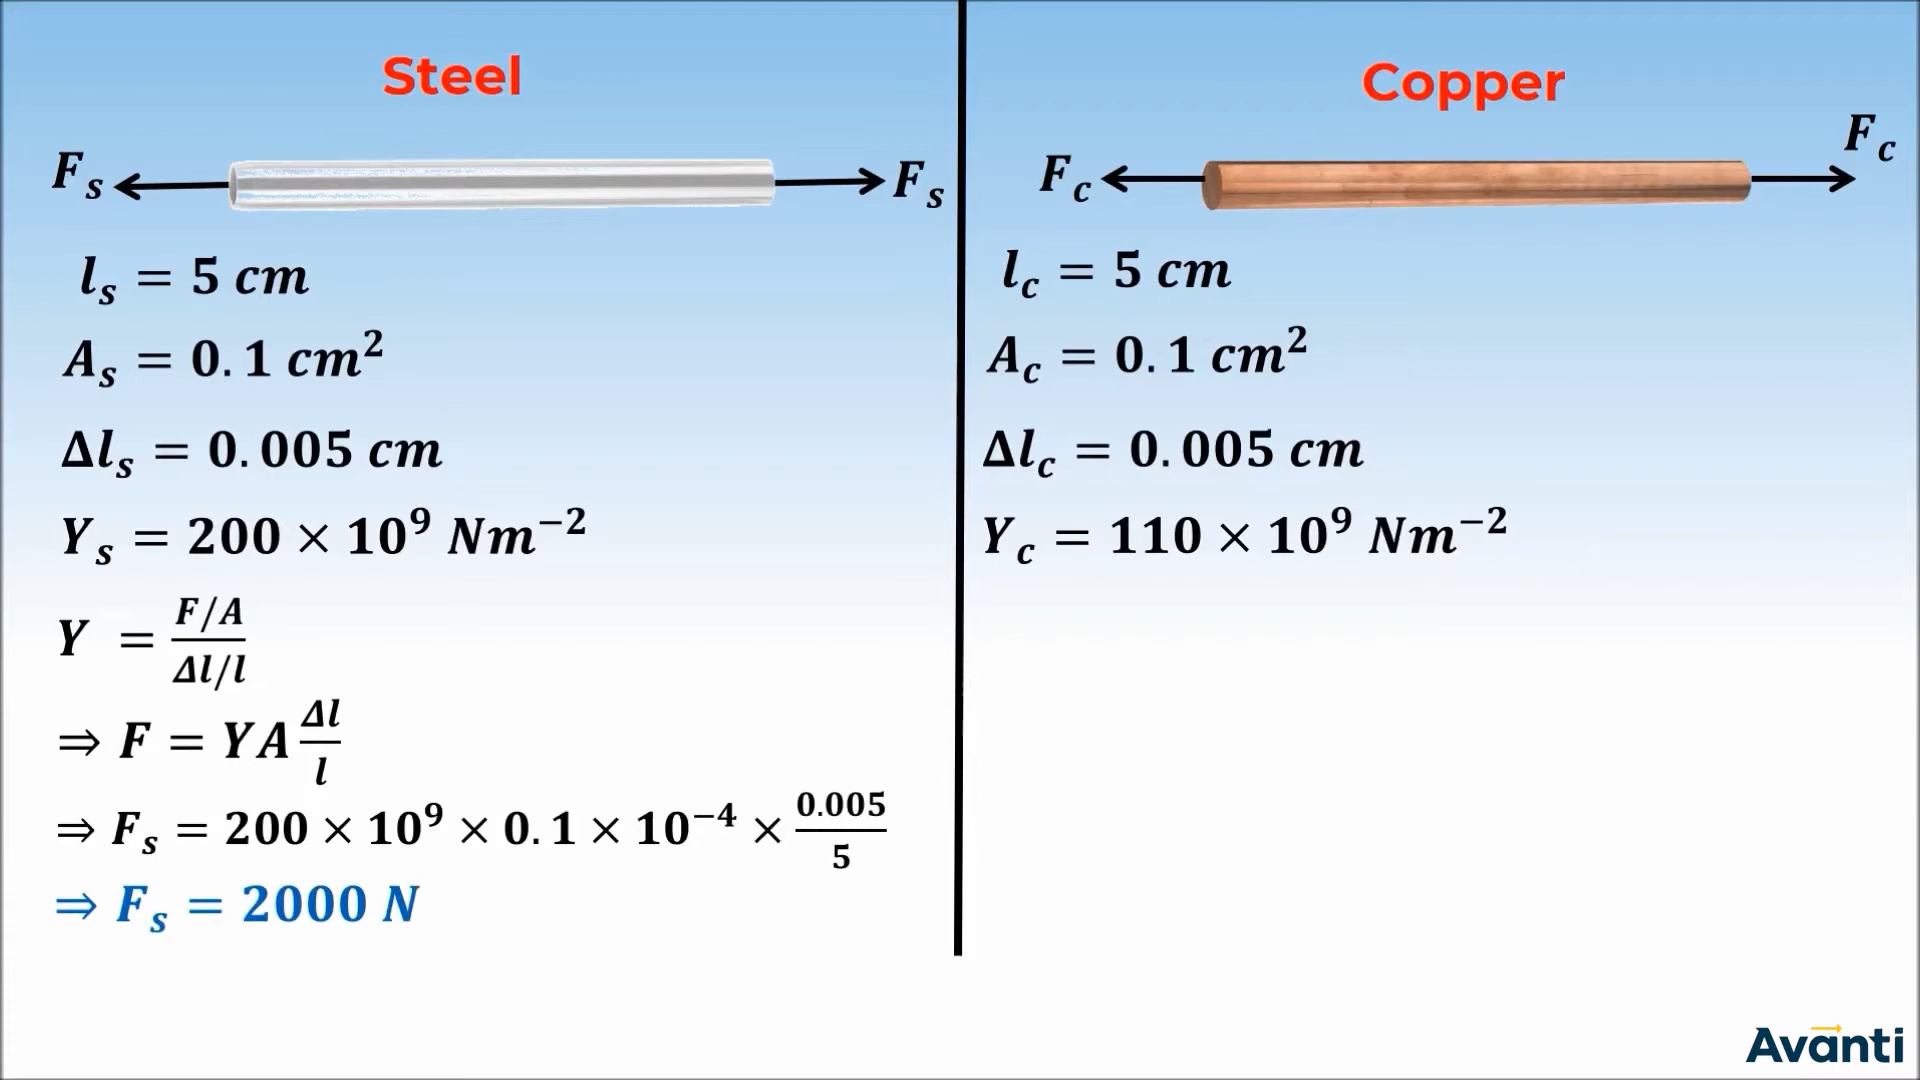 Steel
F_s
F_s
l_s = 5 cm
A_s = 0.1 cm²
Δl_s = 0.005 cm
Y_s = 200 × 10⁹ Nm⁻²
Y = (F/A)/(Δl/l)
⇒ F = YA Δl/l
⇒ F_s = 200 × 10⁹ × 0.1 × 10⁻⁴ × 0.005/5
⇒ F_s = 2000 N
Copper
F_c
F_c
l_c = 5 cm
A_c = 0.1 cm²
Δl_c = 0.005 cm
Y_c = 110 × 10⁹ Nm⁻²
Avanti